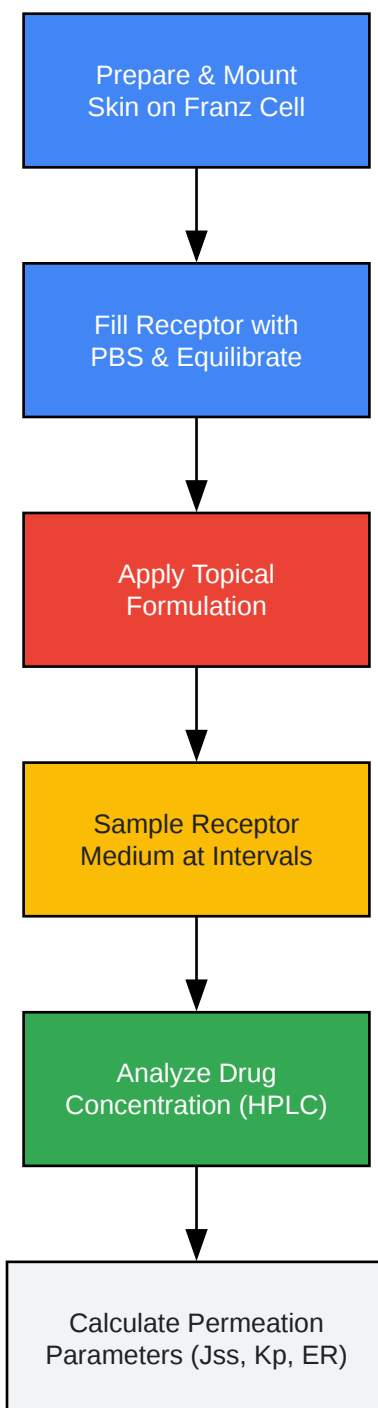 Prepare & Mount
Skin on Franz Cell
Fill Receptor with
PBS & Equilibrate
Apply Topical
Formulation
Sample Receptor
Medium at Intervals
Analyze Drug
Concentration (HPLC)
Calculate Permeation
Parameters (Jss, Kp, ER)